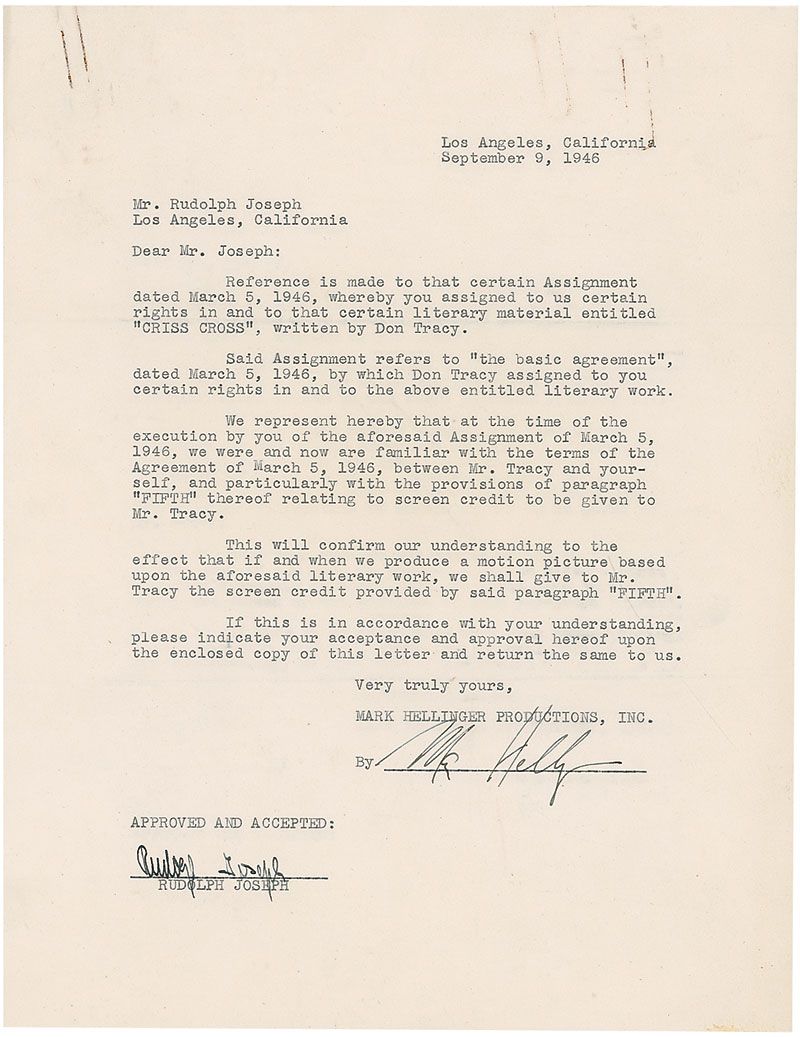 Los Angeles, California
September 9, 1946
Mr. Rudolph Joseph
Los Angeles, California
Dear Mr. Joseph:
Reference is made to that certain Assignment
dated March 5, 1946, whereby you assigned to us certain
rights in and to that certain literary material entitled
"CRISS CROSS", written by Don Tracy.
Said Assignment refers to "the basic agreement",
dated March 5, 1946, by which Don Tracy assigned to you
certain rights in and to the above entitled literary work.
We represent hereby that at the time of the
execution by you of the aforesaid Assignment of March 5,
1946, we were and now are familiar with the terms of the
Agreement of March 5, 1946, between Mr. Tracy and your-
self, and particularly with the provisions of paragraph
"FIFTH" thereof relating to screen credit to be given to
Mr. Tracy.
This will confirm our understanding to the
effect that if and when we produce a motion picture based
upon the aforesaid literary work, we shall give to Mr.
Tracy the screen credit provided by said paragraph "FIFTH".
If this is in accordance with your understanding,
please indicate your acceptance and approval hereof upon
the enclosed copy of this letter and return the same to us.
Very truly yours,
MARK HELLINGER PRODUCTIONS, INC.
By
APPROVED AND ACCEPTED:
Rudolf Joseph
RUDOLPH JOSEPH